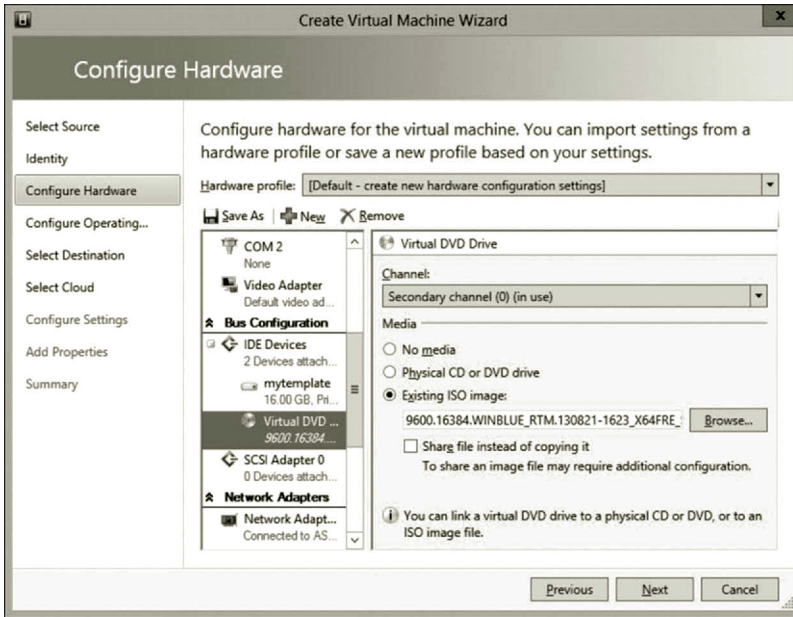 Create Virtual Machine Wizard
x
Configure Hardware
Select Source
Identity
Configure Hardware
Configure Operating...
Select Destination
Select Cloud
Configure Settings
Add Properties
Summary
Configure hardware for the virtual machine. You can import settings from a
hardware profile or save a new profile based on your settings.
Hardware profile: [Default - create new hardware configuration settings]
Save As New Remove
COM 2
None
Video Adapter
Default video ad...
Bus Configuration
IDE Devices
2 Devices attach...
mytemplate
16.00 GB, Pri...
Virtual DVD ...
9600.16384....
SCSI Adapter 0
0 Devices attach...
Network Adapters
Network Adapt...
Connected to AS...
Virtual DVD Drive
Channel:
Secondary channel (0) (in use)
Media
No media
Physical CD or DVD drive
Existing ISO image:
9600.16384.WINBLUE_RTM.130821-1623_X64FRE_
Browse...
Share file instead of copying it
To share an image file may require additional configuration.
You can link a virtual DVD drive to a physical CD or DVD, or to an
ISO image file.
Previous Next Cancel